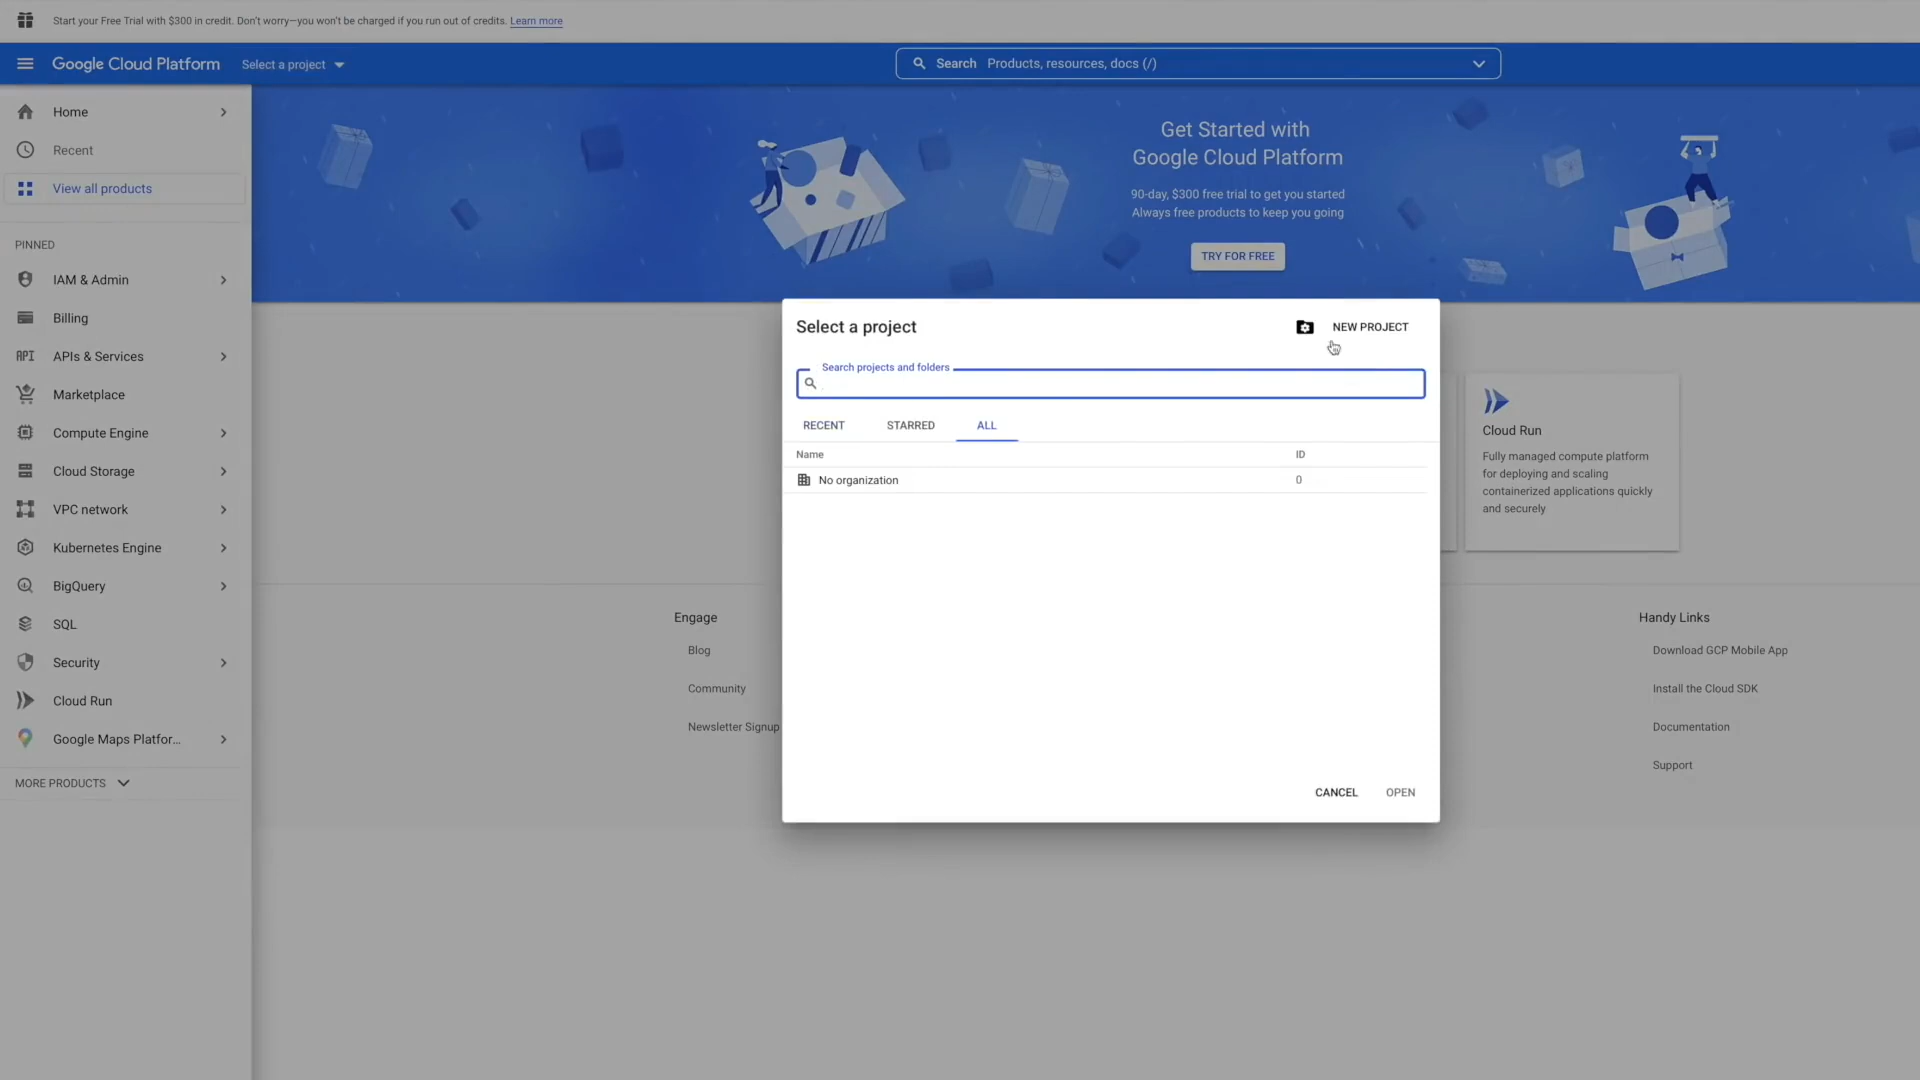 Start your Free Trial with $300 in credit. Don't worry—you won't be charged if you run out of credits. Learn more
Google Cloud Platform
Select a project
Search Products, resources, docs (/)
Home
Recent
View all products
PINNED
IAM & Admin
Billing
API APIs & Services
Marketplace
Compute Engine
Cloud Storage
VPC network
Kubernetes Engine
BigQuery
SQL
Security
Cloud Run
Google Maps Platfor...
MORE PRODUCTS
Get Started with
Google Cloud Platform
90-day, $300 free trial to get you started
Always free products to keep you going
TRY FOR FREE
Select a project
NEW PROJECT
Search projects and folders
RECENT
STARRED
ALL
Name
ID
No organization
0
CANCEL
OPEN
Cloud Run
Fully managed compute platform
for deploying and scaling
containerized applications quickly
and securely
Engage
Blog
Community
Newsletter Signup
Handy Links
Download GCP Mobile App
Install the Cloud SDK
Documentation
Support